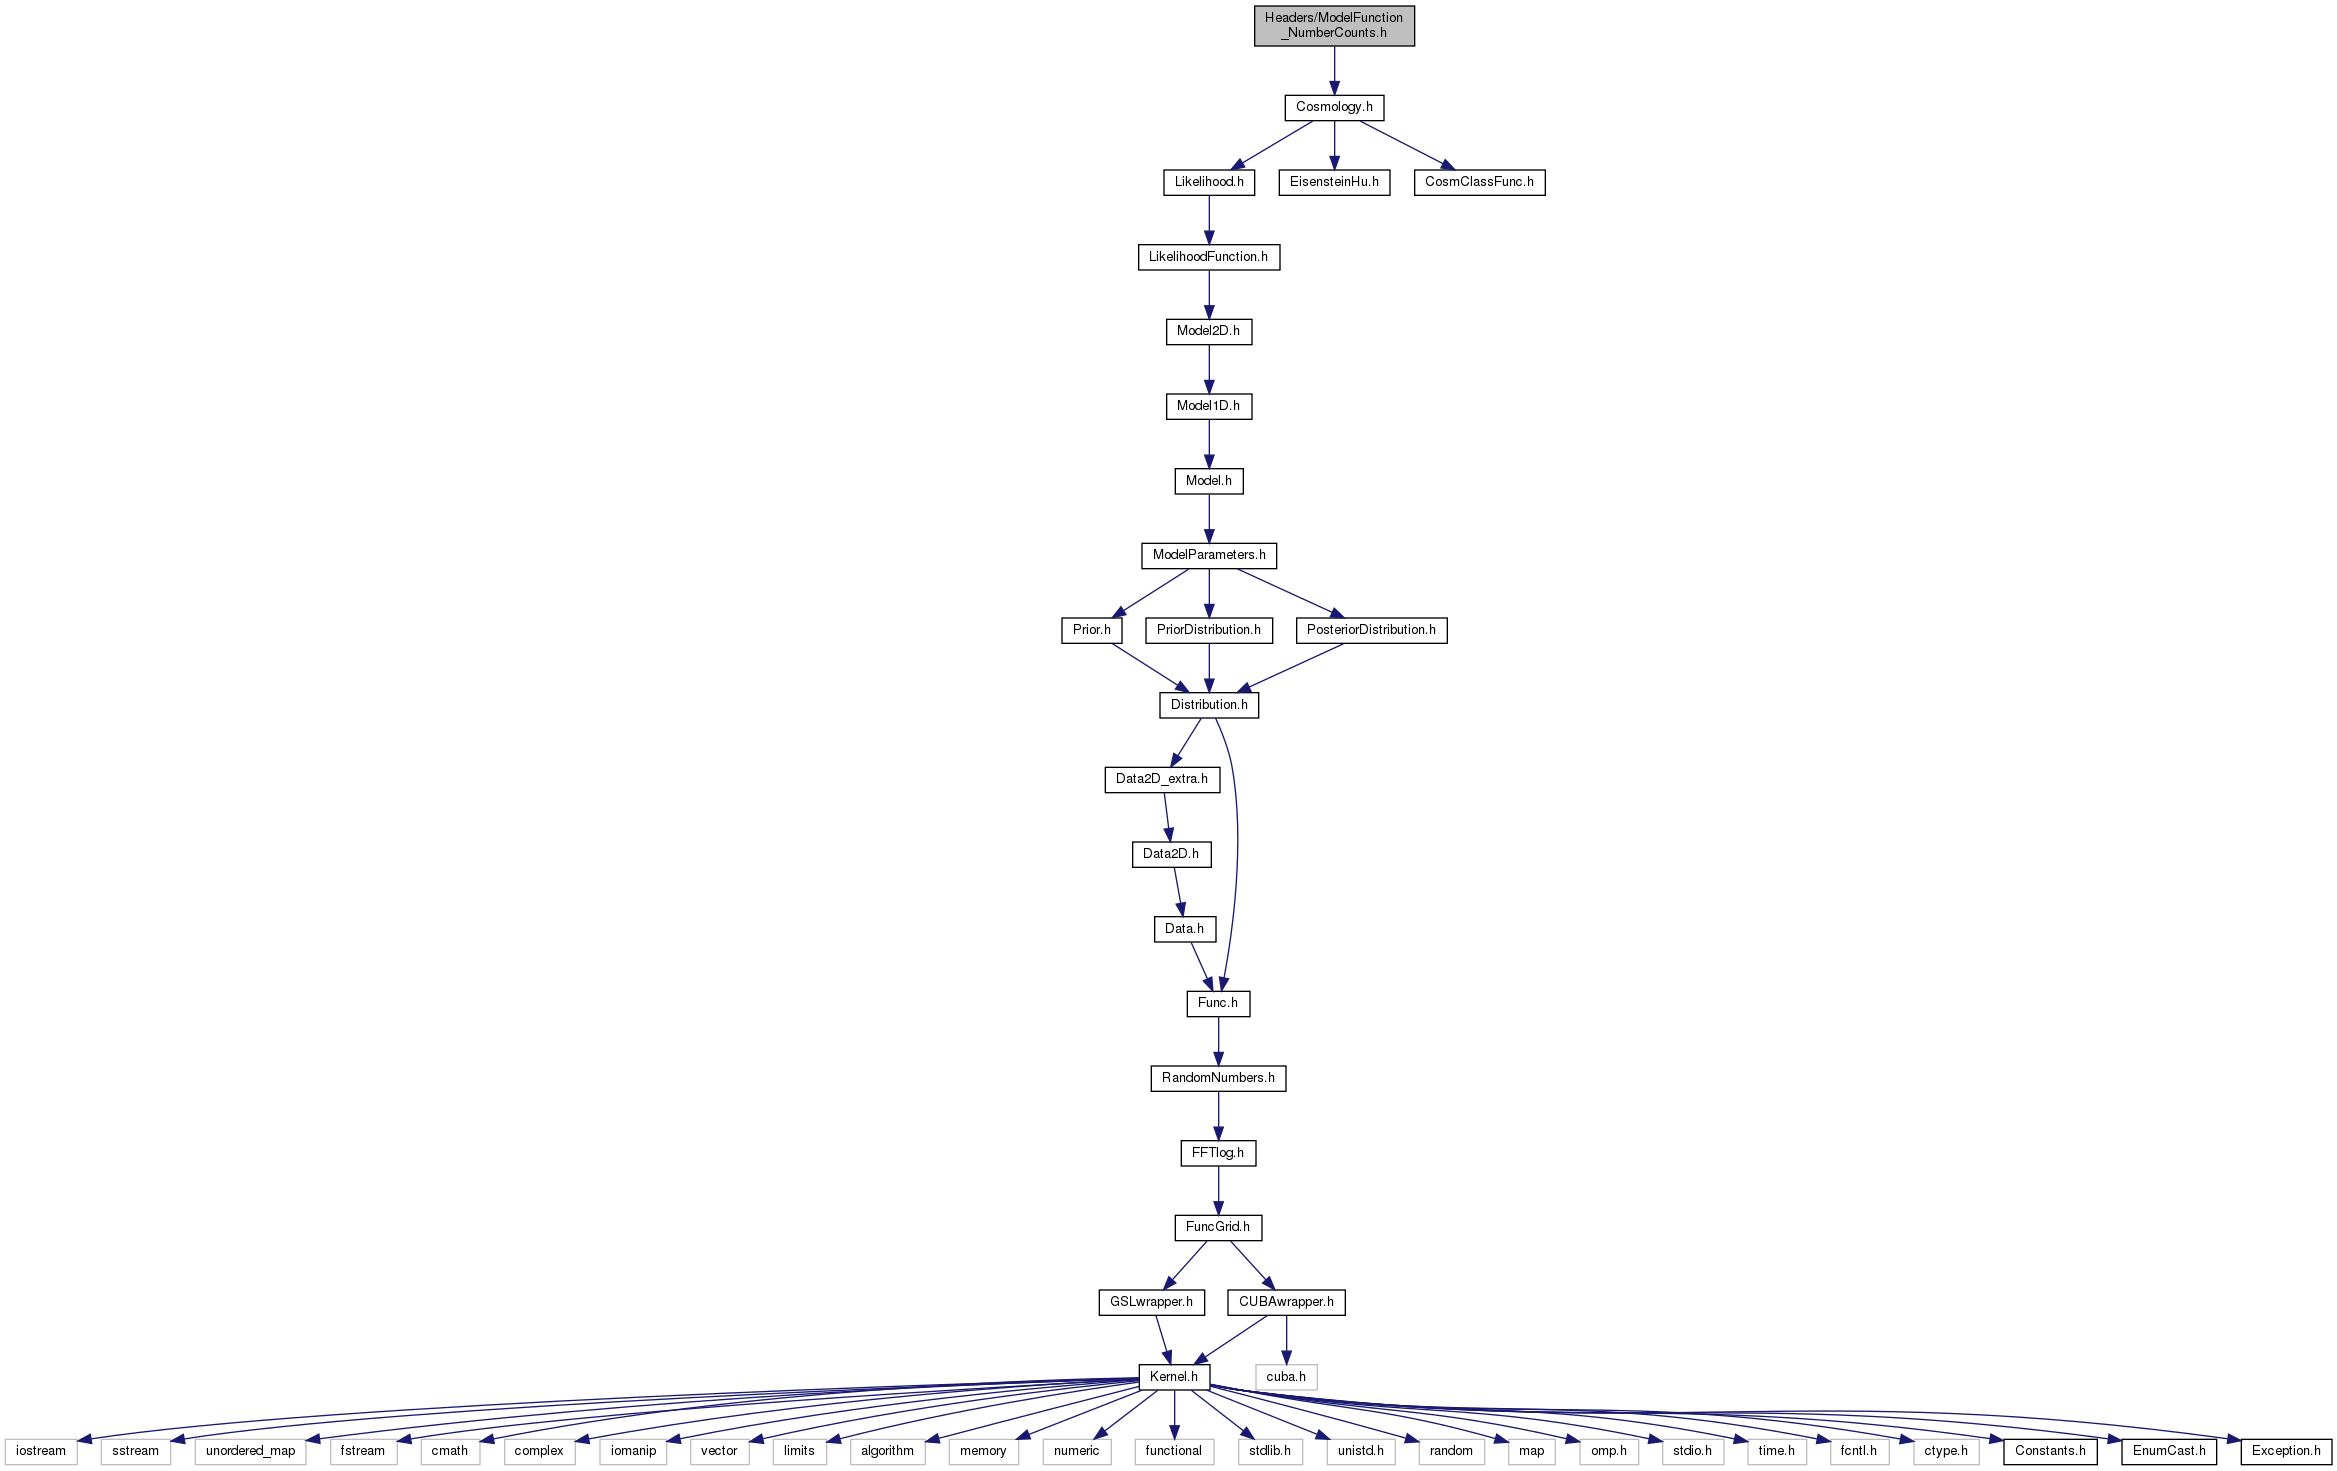 Headers/ModelFunction
_NumberCounts.h
Cosmology.h
Likelihood.h
EisensteinHu.h
CosmClassFunc.h
LikelihoodFunction.h
Model2D.h
Model1D.h
Model.h
ModelParameters.h
Prior.h
PriorDistribution.h
PosteriorDistribution.h
Distribution.h
Data2D_extra.h
Data2D.h
Data.h
Func.h
RandomNumbers.h
FFTlog.h
FuncGrid.h
GSLwrapper.h
CUBAwrapper.h
Kernel.h
cuba.h
iostream
sstream
unordered_map
fstream
cmath
complex
iomanip
vector
limits
algorithm
memory
numeric
functional
stdlib.h
unistd.h
random
map
omp.h
stdio.h
time.h
fcntl.h
ctype.h
Constants.h
EnumCast.h
Exception.h